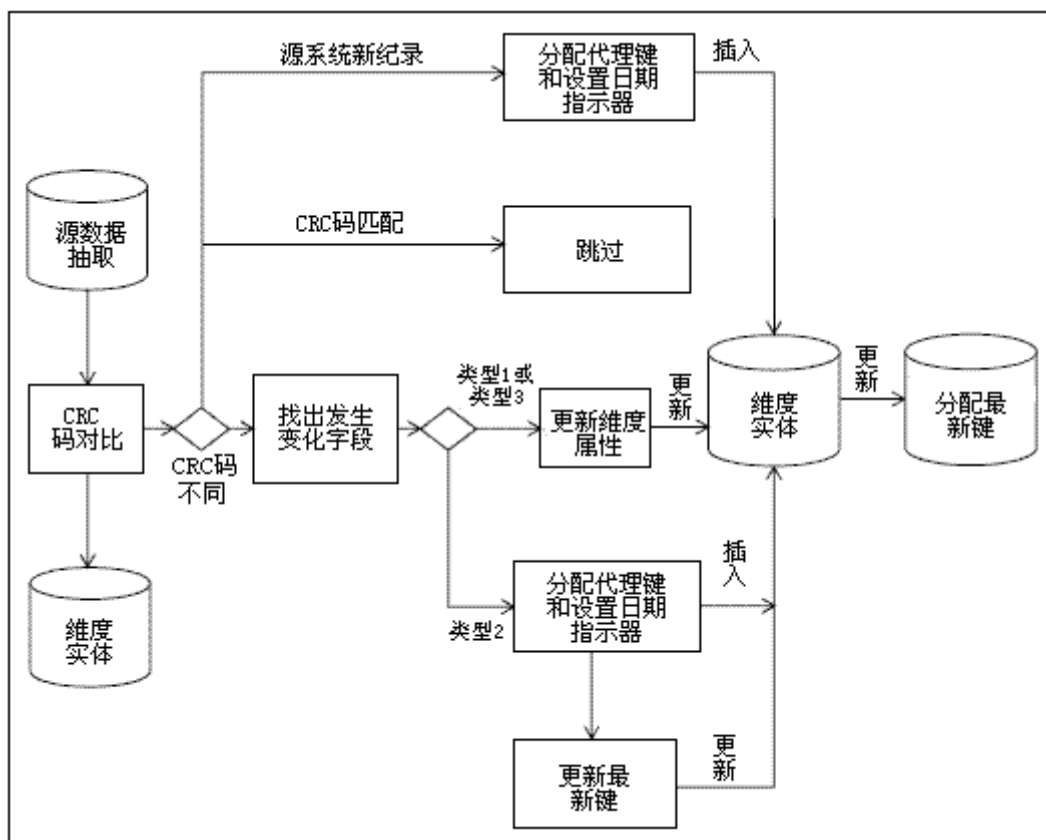 源系统新纪录
分配代理键
和设置日期
指示器
插入
源数据
抽取
CRC码匹配
跳过
CRC
码对比
CRC码
不同
找出发生
变化字段
类型1或
类型3
更新维度
属性
更新
维度
实体
更新
分配最
新键
维度
实体
类型2
分配代理键
和设置日期
指示器
插入
更新最
新键
更新